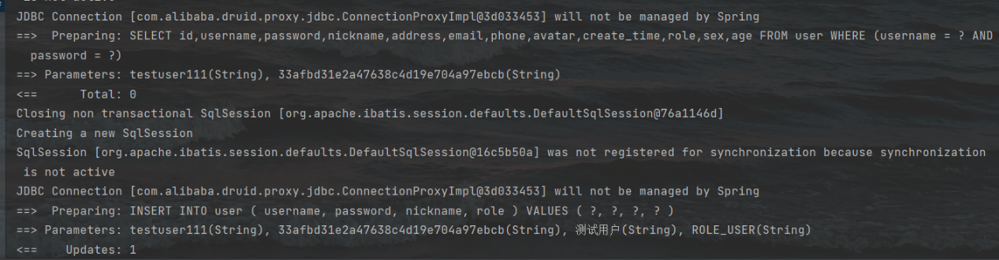 is not active
JDBC Connection [com.alibaba.druid.proxy.jdbc.ConnectionProxyImpl@3d033453] will not be managed by Spring
==>  Preparing: SELECT id,username,password,nickname,address,email,phone,avatar,create_time,role,sex,age FROM user WHERE (username = ? AND
password = ?)
==> Parameters: testuser111(String), 33afbd31e2a47638c4d19e704a97ebcb(String)
<==      Total: 0
Closing non transactional SqlSession [org.apache.ibatis.session.defaults.DefaultSqlSession@76a1146d]
Creating a new SqlSession
SqlSession [org.apache.ibatis.session.defaults.DefaultSqlSession@16c5b50a] was not registered for synchronization because synchronization
is not active
JDBC Connection [com.alibaba.druid.proxy.jdbc.ConnectionProxyImpl@3d033453] will not be managed by Spring
==>  Preparing: INSERT INTO user ( username, password, nickname, role ) VALUES ( ?, ?, ?, ? )
==> Parameters: testuser111(String), 33afbd31e2a47638c4d19e704a97ebcb(String), 测试用户(String), ROLE_USER(String)
<==    Updates: 1